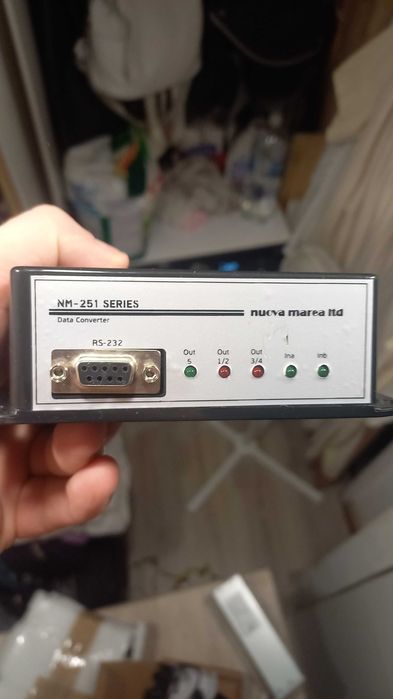 NM-251 SERIES
nuova marea ltd
Data Converter
RS-232
Out 5
Out 1/2
Out 3/4
Ina
Inb